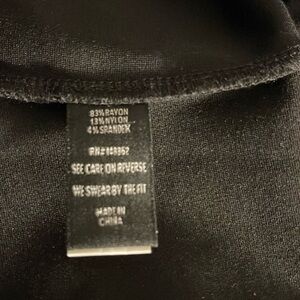 83% RAYON
13% NYLON
4% SPANDEX
SEE CARE ON REVERSE
WE SWEAR BY THE FIT
MADE IN
CHINA